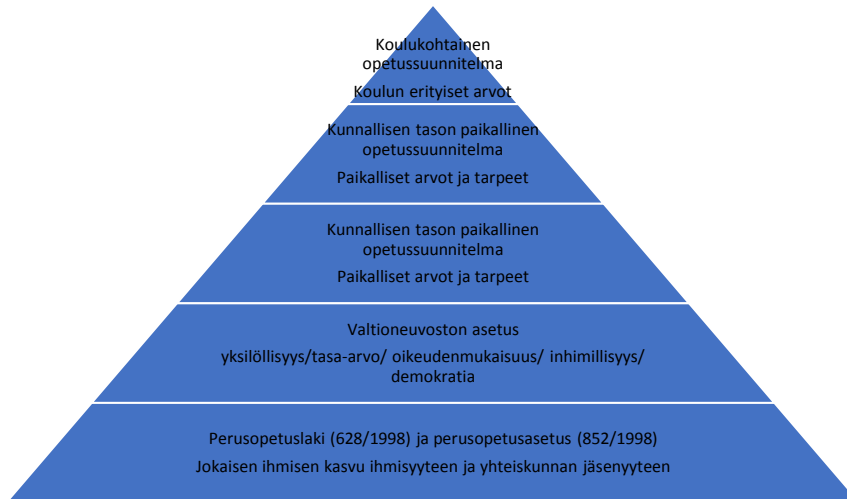 Koulukohtainen
opetussuunnitelma
Koulun erityiset arvot
Kunnallisen tason paikallinen
opetussuunnitelma
Paikalliset arvot ja tarpeet
Kunnallisen tason paikallinen
opetussuunnitelma
Paikalliset arvot ja tarpeet
Valtioneuvoston asetus
yksilöllisyys/tasa-arvo/ oikeudenmukaisuus/ inhimillisyys/
demokratia
Perusopetuslaki (628/1998) ja perusopetusasetus (852/1998)
Jokaisen ihmisen kasvu ihmisyyteen ja yhteiskunnan jäsenyyteen